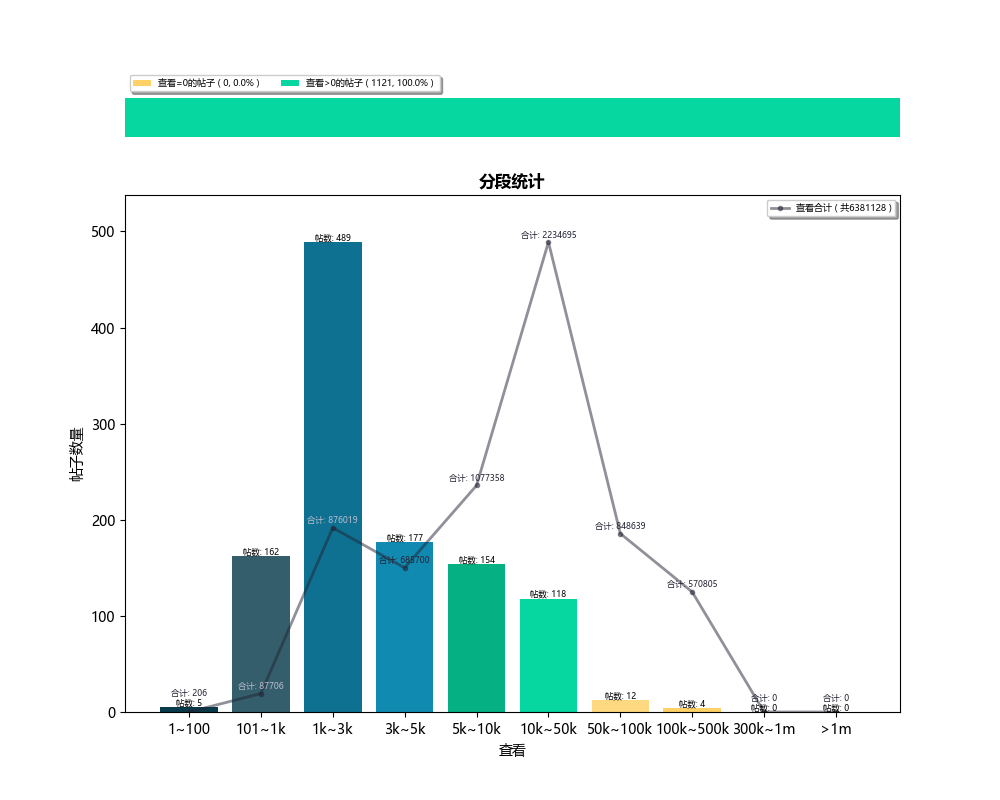 查看=0的帖子 ( 0, 0.0% )
查看>0的帖子 ( 1121, 100.0% )
分段统计
查看合计 ( 共6381128 )
500
400
300
200
100
0
帖子数量
合计: 206
帖数: 5
帖数: 162
合计: 87706
帖数: 489
合计: 876019
帖数: 177
合计: 685700
合计: 1077358
帖数: 154
合计: 2234695
帖数: 118
合计: 848639
帖数: 12
合计: 570805
帖数: 4
合计: 0
帖数: 0
合计: 0
帖数: 0
1~100
101~1k
1k~3k
3k~5k
5k~10k
10k~50k
50k~100k
100k~500k
300k~1m
>1m
查看